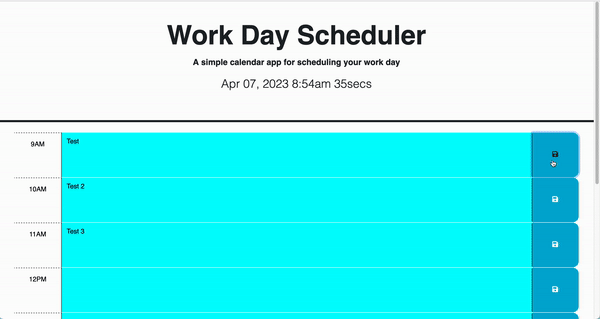 Work Day Scheduler
A simple calendar app for scheduling your work day
Apr 07, 2023 8:54am 35secs
9AM
Test
10AM
Test 2
11AM
Test 3
12PM